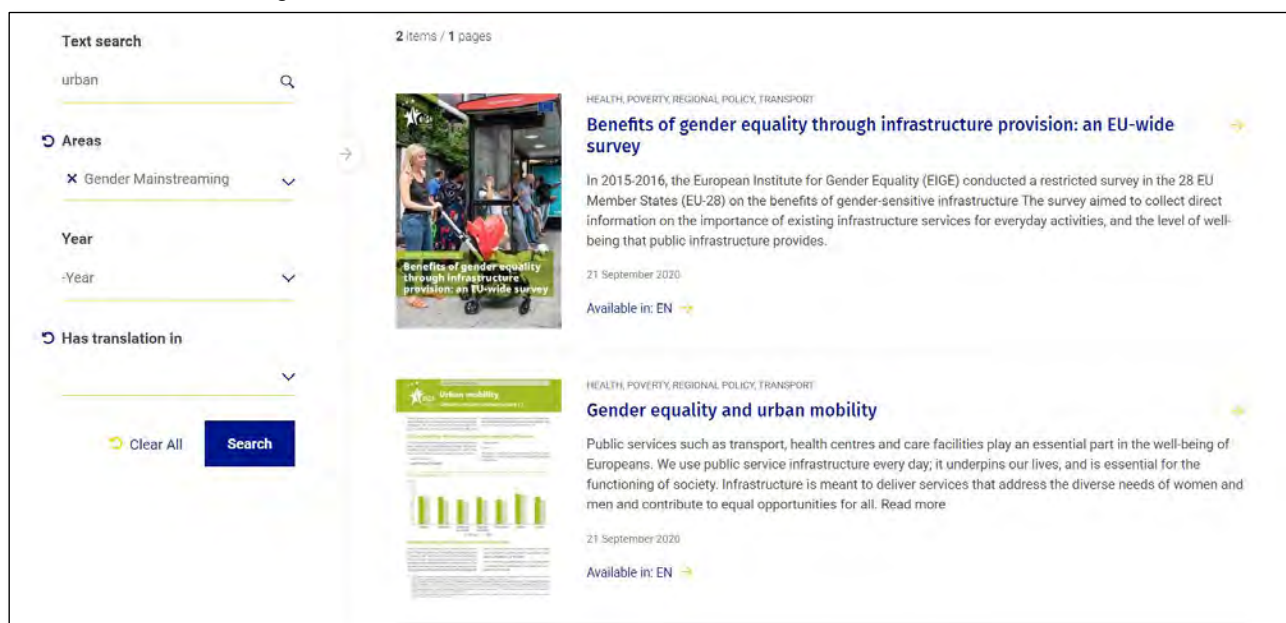 Text search
urban
Areas
× Gender Mainstreaming
Year
-Year
Has translation in
Clear All
Search
2 items / 1 pages
eige
Benefits of gender equality
through infrastructure
provision: an EU-wide survey
HEALTH, POVERTY, REGIONAL POLICY, TRANSPORT
Benefits of gender equality through infrastructure provision: an EU-wide
survey
In 2015-2016, the European Institute for Gender Equality (EIGE) conducted a restricted survey in the 28 EU
Member States (EU-28) on the benefits of gender-sensitive infrastructure The survey aimed to collect direct
information on the importance of existing infrastructure services for everyday activities, and the level of well-
being that public infrastructure provides.
21 September 2020
Available in: EN
Urban mobility
HEALTH, POVERTY, REGIONAL POLICY, TRANSPORT
Gender equality and urban mobility
Public services such as transport, health centres and care facilities play an essential part in the well-being of
Europeans. We use public service infrastructure every day; it underpins our lives, and is essential for the
functioning of society. Infrastructure is meant to deliver services that address the diverse needs of women and
men and contribute to equal opportunities for all. Read more
21 September 2020
Available in: EN